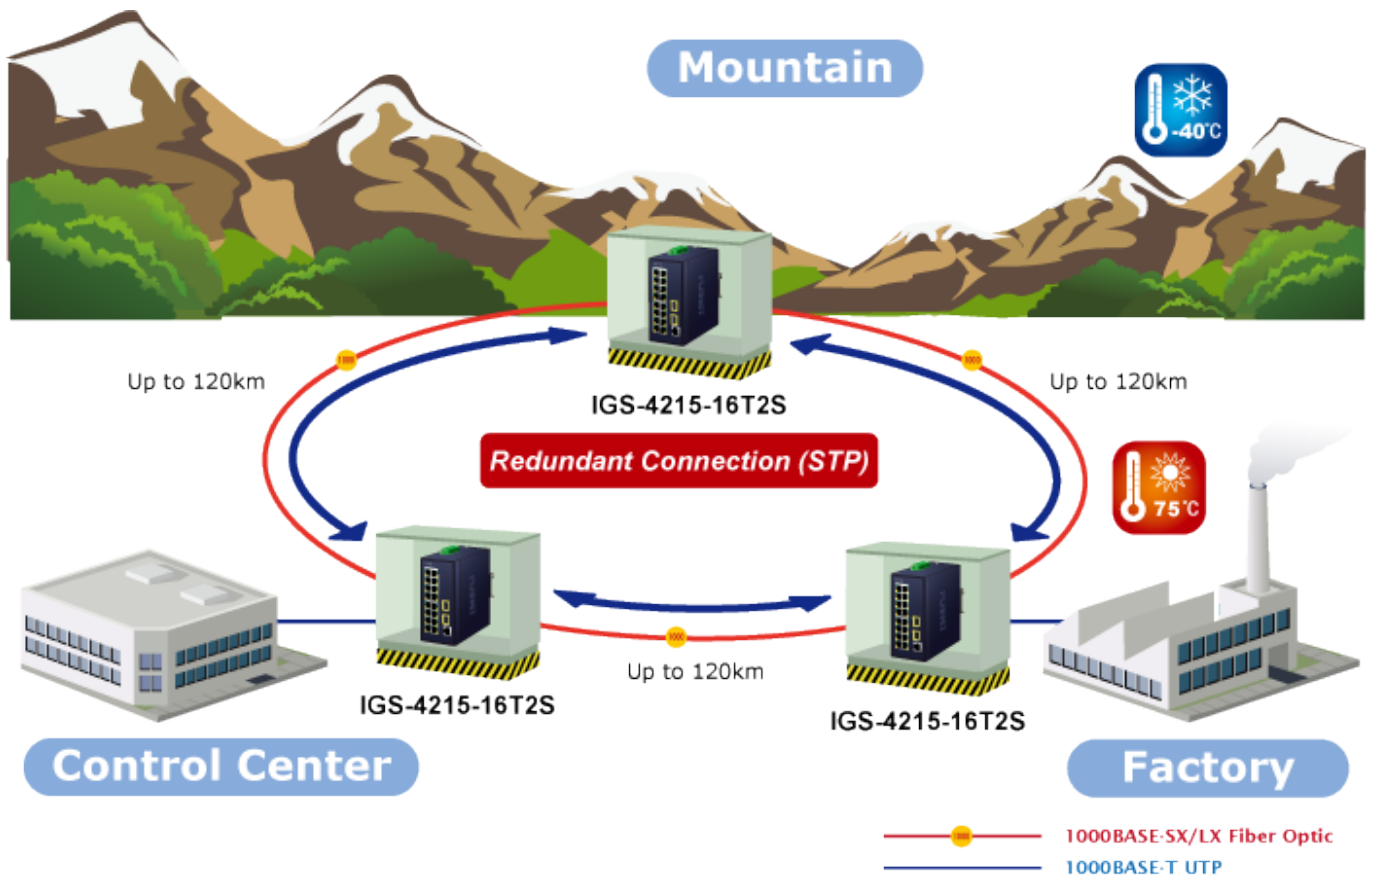 Mountain
-40°C
Up to 120km
Up to 120km
IGS-4215-16T2S
Redundant Connection (STP)
75°C
Up to 120km
IGS-4215-16T2S
IGS-4215-16T2S
Control Center
Factory
1000BASE-SX/LX Fiber Optic
1000BASE-T UTP